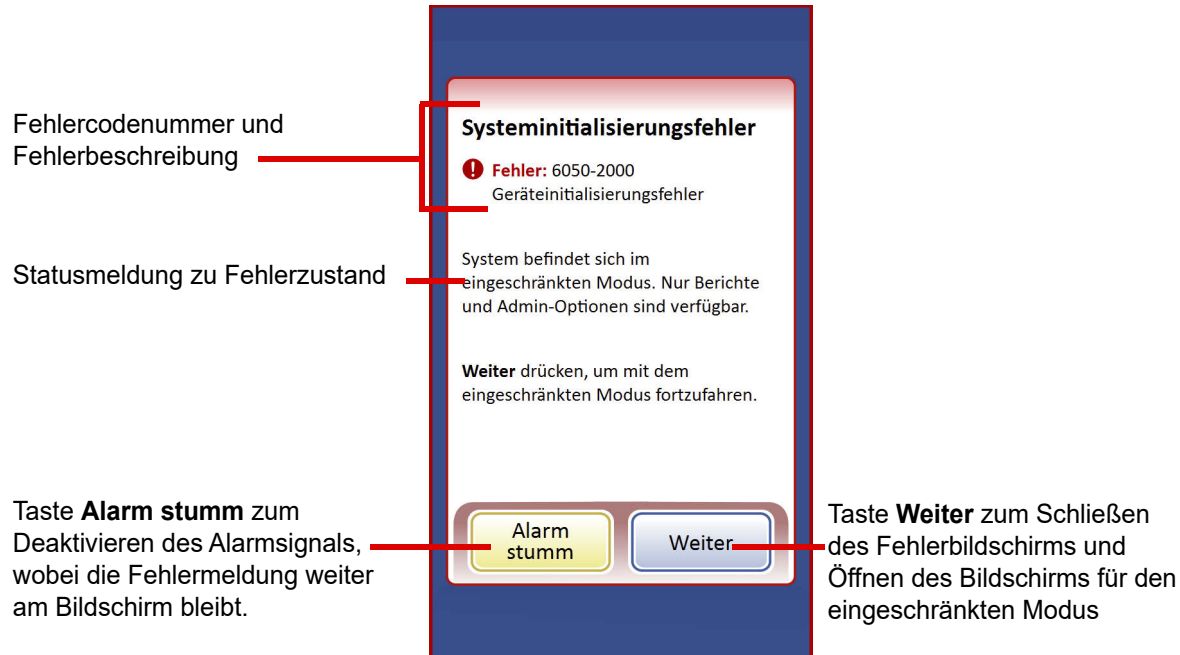 Fehlercodenummer und
Fehlerbeschreibung
Systeminitialisierungsfehler
Fehler: 6050-2000
Geräteinitialisierungsfehler
Statusmeldung zu Fehlerzustand
System befindet sich im
eingeschränkten Modus. Nur Berichte
und Admin-Optionen sind verfügbar.
Weiter drücken, um mit dem
eingeschränkten Modus fortzufahren.
Taste Alarm stumm zum
Deaktivieren des Alarmsignals,
wobei die Fehlermeldung weiter
am Bildschirm bleibt.
Alarm
stumm
Weiter
Taste Weiter zum Schließen
des Fehlerbildschirms und
Öffnen des Bildschirms für den
eingeschränkten Modus